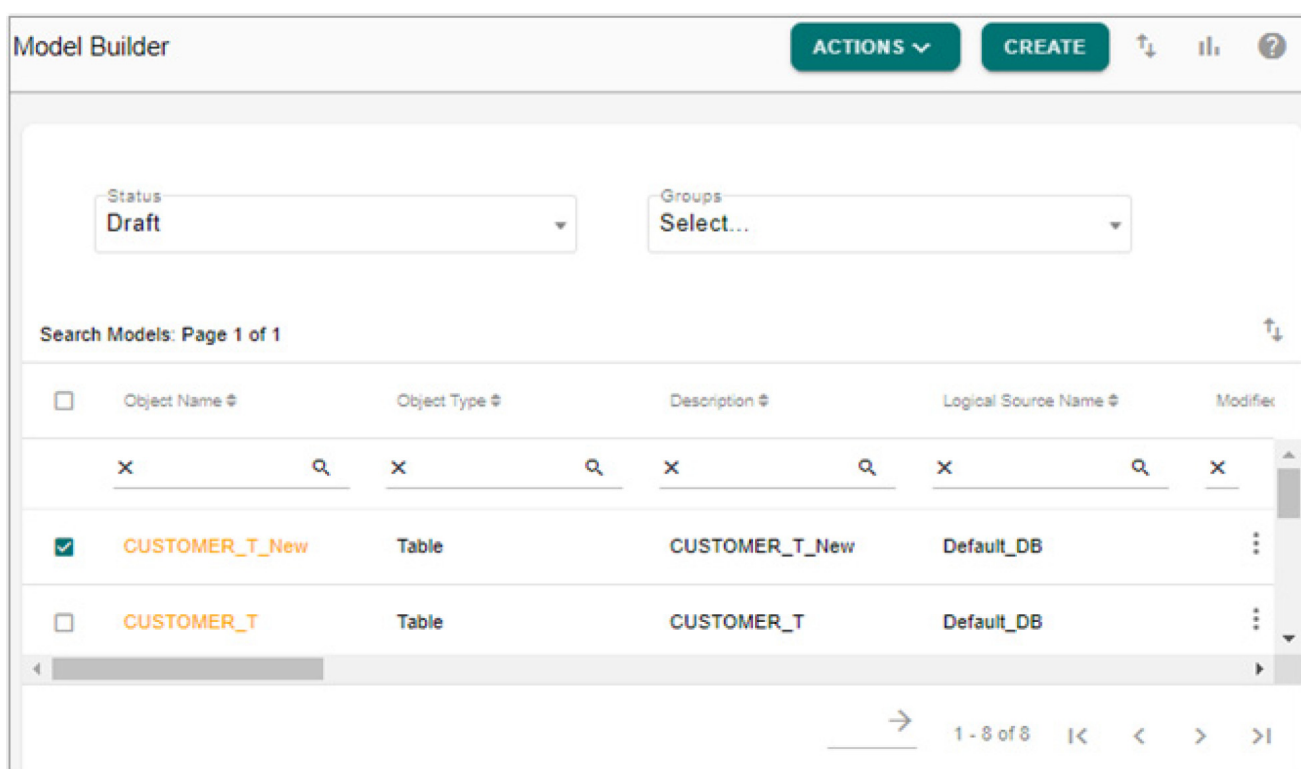 Model Builder
ACTIONS CREATE
Status
Draft
Groups
Select...
Search Models: Page 1 of 1
Object Name Object Type Description Logical Source Name Modified
CUSTOMER_T_New Table CUSTOMER_T_New Default_DB
CUSTOMER_T Table CUSTOMER_T Default_DB
1 - 8 of 8